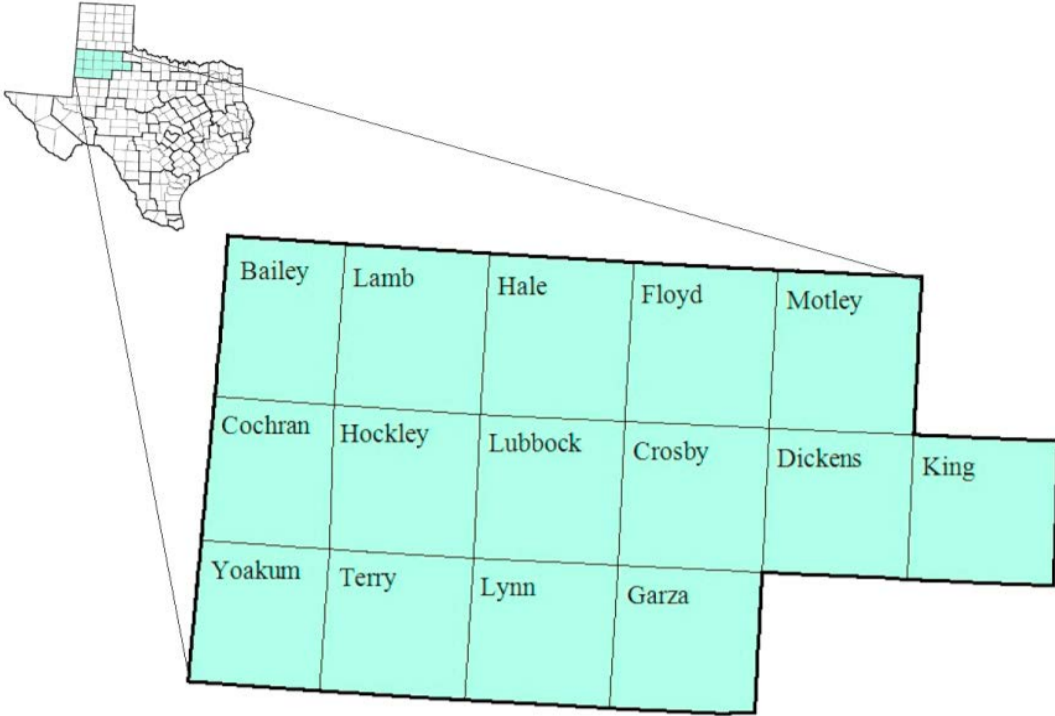 Bailey
Lamb
Hale
Floyd
Motley
Cochran
Hockley
Lubbock
Crosby
Dickens
King
Yoakum
Terry
Lynn
Garza